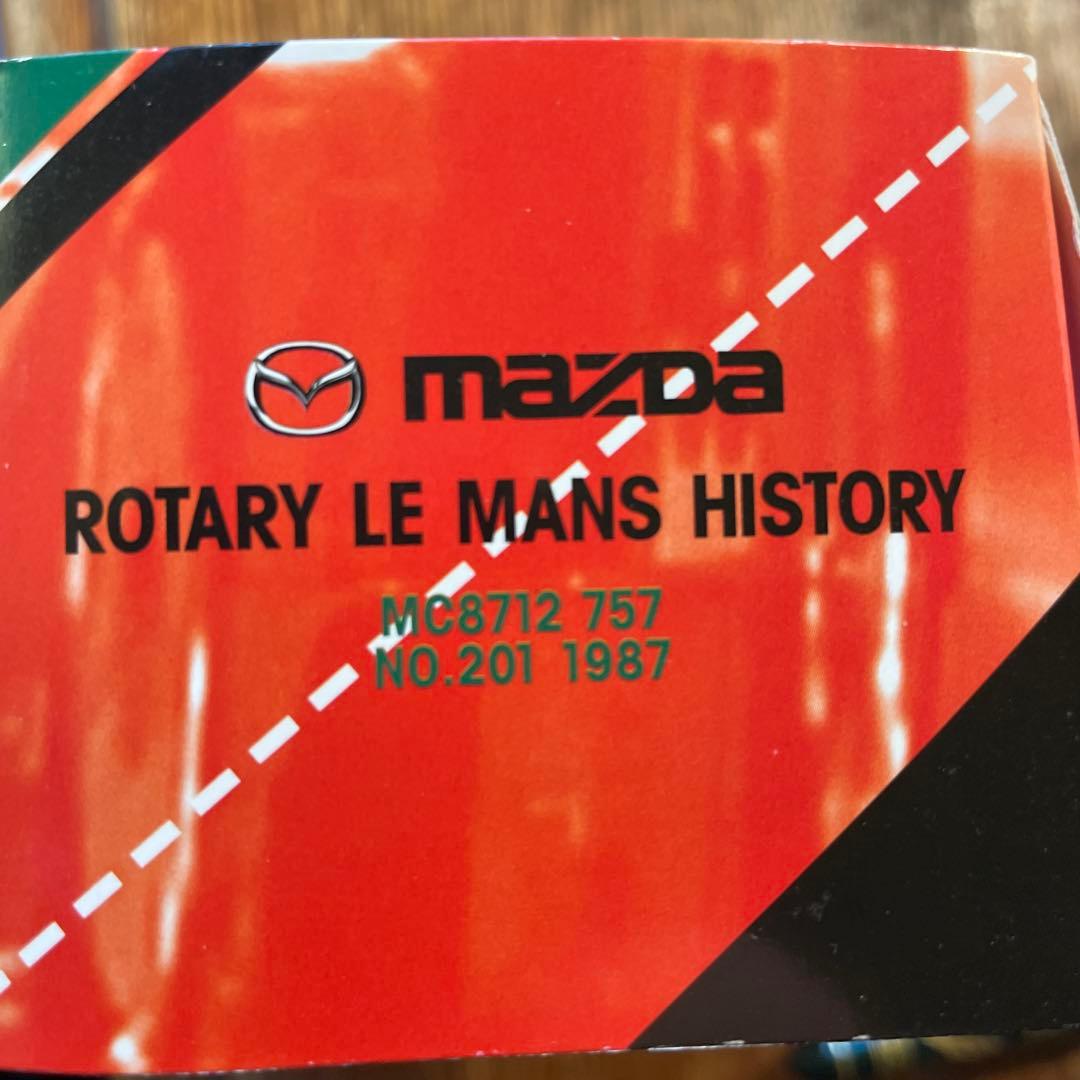 mazDa
ROTARY LE MANS HISTORY
MC8712 757
NO.201 1987